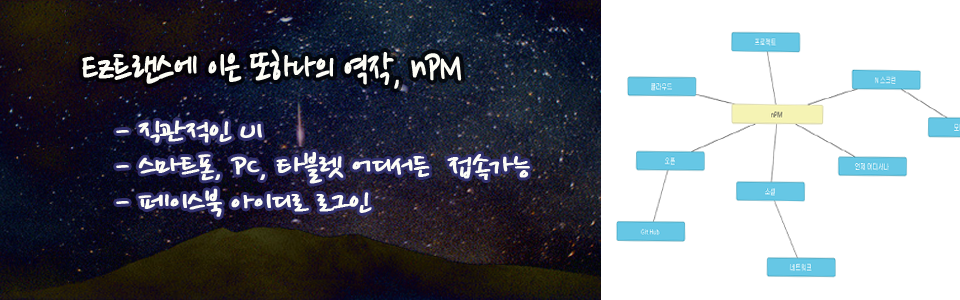 EZ트랜스에 이은 또하나의 역작, nPM
- 직관적인 UI
- 스마트폰, PC, 타블렛 어디서든 접속가능
- 페이스북 아이디로 로그인
프로젝트
클라우드
N 스크린
nPM
모
오픈
언제 어디서나
소셜
Git Hub
네트워크